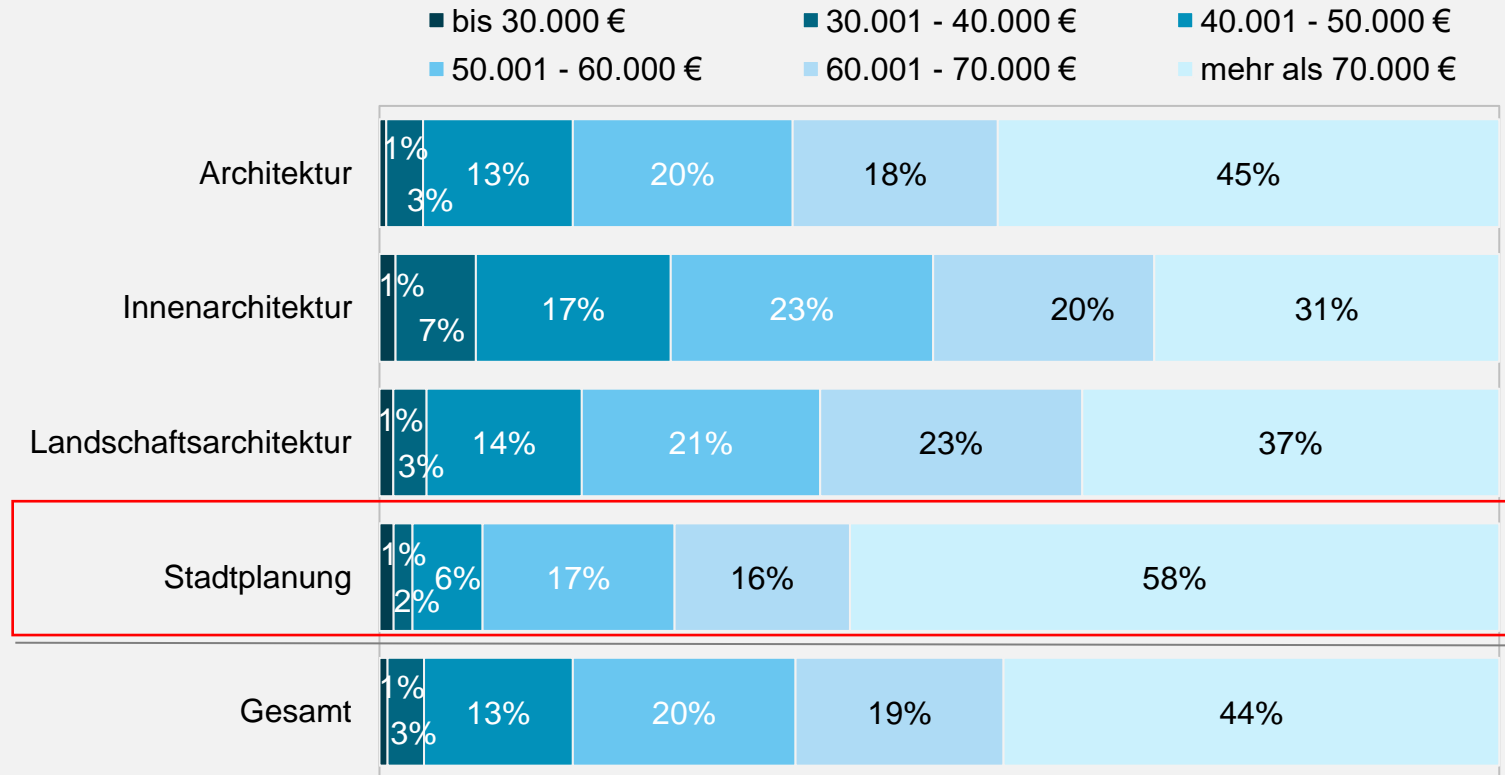 bis 30.000 € 30.001 - 40.000 € 40.001 - 50.000 €
50.001 - 60.000 € 60.001 - 70.000 € mehr als 70.000 €
Architektur 1% 3% 13% 20% 18% 45%
Innenarchitektur 1% 7% 17% 23% 20% 31%
Landschaftsarchitektur 1% 3% 14% 21% 23% 37%
Stadtplanung 1% 2% 6% 17% 16% 58%
Gesamt 1% 3% 13% 20% 19% 44%